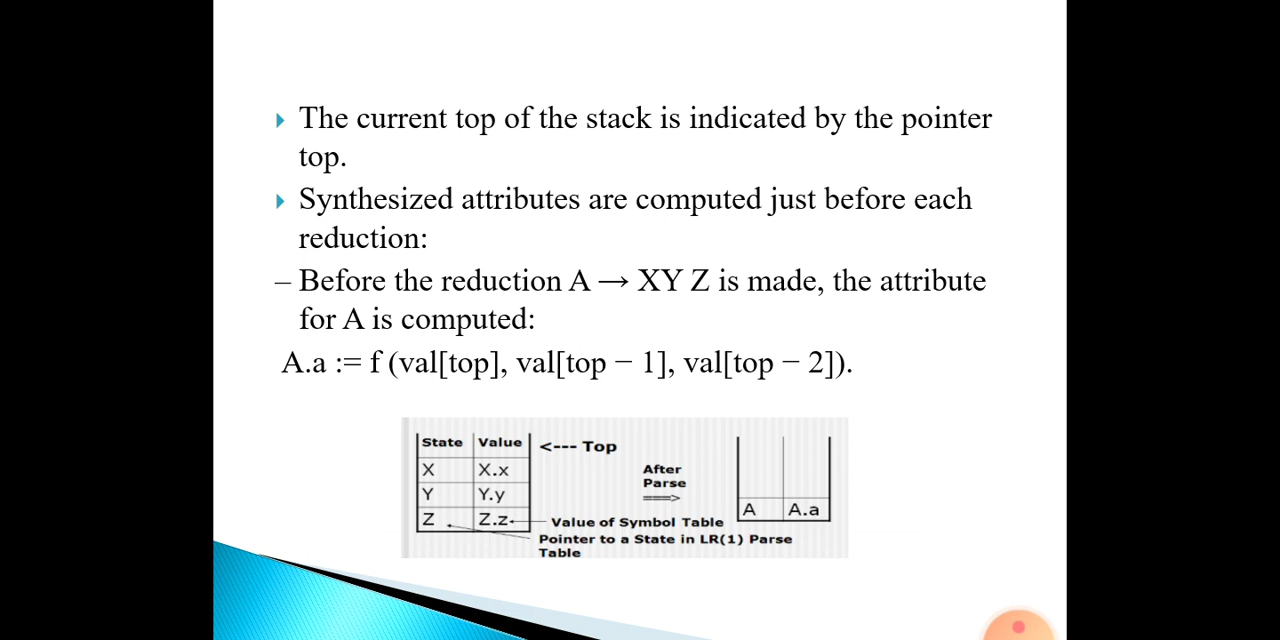 The current top of the stack is indicated by the pointer
top.
Synthesized attributes are computed just before each
reduction:
– Before the reduction A → XY Z is made, the attribute
for A is computed:
A.a := f (val[top], val[top − 1], val[top − 2]).
State Value <--- Top
X X.x
Y Y.y
Z Z.z
After
Parse
===>
A A.a
Value of Symbol Table
Pointer to a State in LR(1) Parse
Table